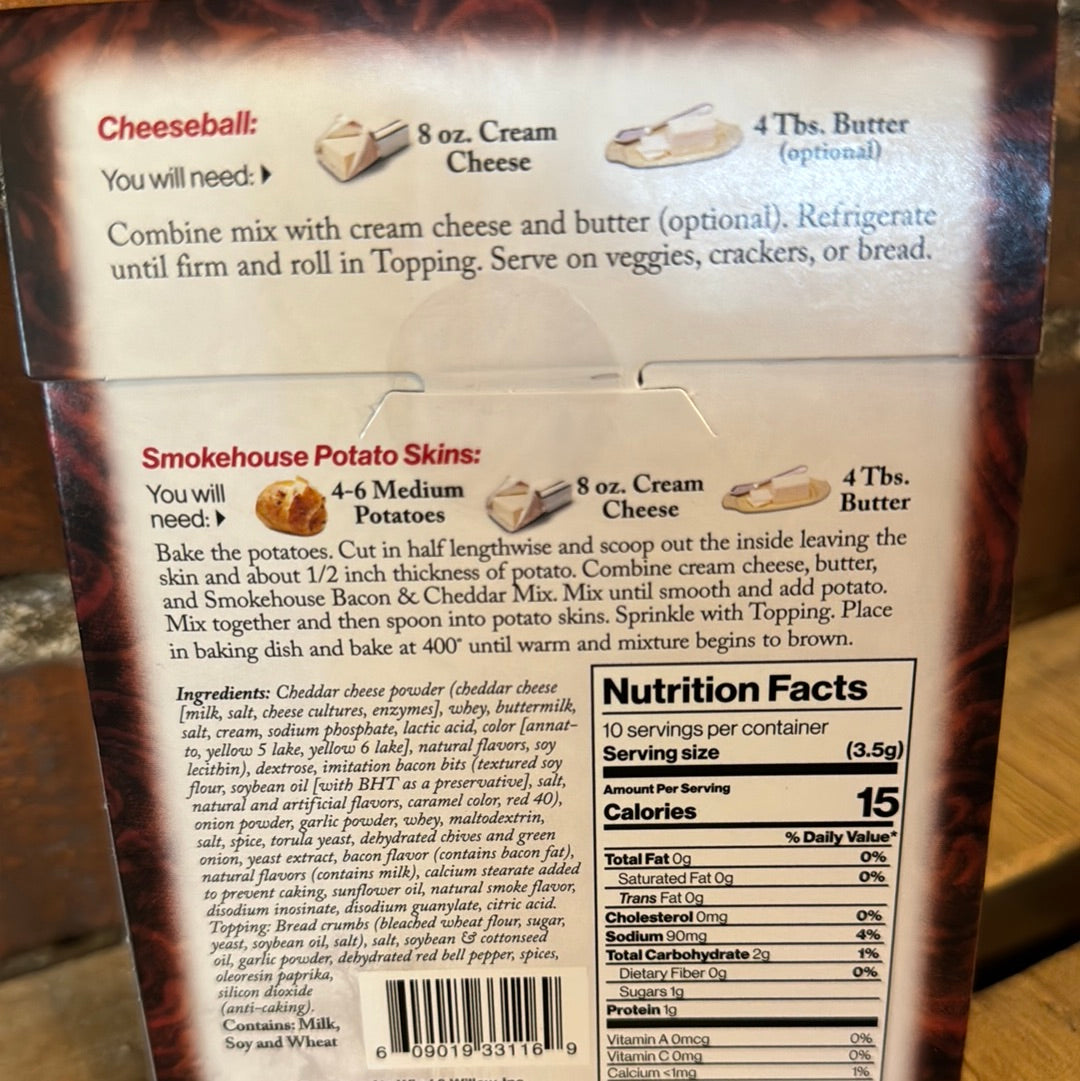 Cheeseball:
You will need:
8 oz. Cream
Cheese
4 Tbs. Butter
(optional)
Combine mix with cream cheese and butter (optional). Refrigerate
until firm and roll in Topping. Serve on veggies, crackers, or bread.
Smokehouse Potato Skins:
You will
need:
4-6 Medium
Potatoes
8 oz. Cream
Cheese
4 Tbs.
Butter
Bake the potatoes. Cut in half lengthwise and scoop out the inside leaving the
skin and about 1/2 inch thickness of potato. Combine cream cheese, butter,
and Smokehouse Bacon & Cheddar Mix. Mix until smooth and add potato.
Mix together and then spoon into potato skins. Sprinkle with Topping. Place
in baking dish and bake at 400° until warm and mixture begins to brown.
Ingredients: Cheddar cheese powder (cheddar cheese
[milk, salt, cheese cultures, enzymes], whey, buttermilk,
salt, cream, sodium phosphate, lactic acid, color [annat-
to, yellow 5 lake, yellow 6 lake], natural flavors, soy
lecithin), dextrose, imitation bacon bits (textured soy
flour, soybean oil [with BHT as a preservative], salt,
natural and artificial flavors, caramel color, red 40),
onion powder, garlic powder, whey, maltodextrin,
salt, spice, torula yeast, dehydrated chives and green
onion, yeast extract, bacon flavor (contains bacon fat),
natural flavors (contains milk), calcium stearate added
to prevent caking, sunflower oil, natural smoke flavor,
disodium inosinate, disodium guanylate, citric acid.
Topping: Bread crumbs (bleached wheat flour, sugar,
yeast, soybean oil, salt), salt, soybean & cottonseed
oil, garlic powder, dehydrated red bell pepper, spices,
oleoresin paprika,
silicon dioxide
(anti-caking).
Contains: Milk,
Soy and Wheat
6 09019 33116 9
Nutrition Facts
10 servings per container
Serving size (3.5g)
Amount Per Serving
Calories 15
% Daily Value*
Total Fat 0g 0%
Saturated Fat 0g 0%
Trans Fat 0g
Cholesterol 0mg 0%
Sodium 90mg 4%
Total Carbohydrate 2g 1%
Dietary Fiber 0g 0%
Sugars 1g
Protein 1g
Vitamin A 0mcg 0%
Vitamin C 0mg 0%
Calcium <1mg 1%